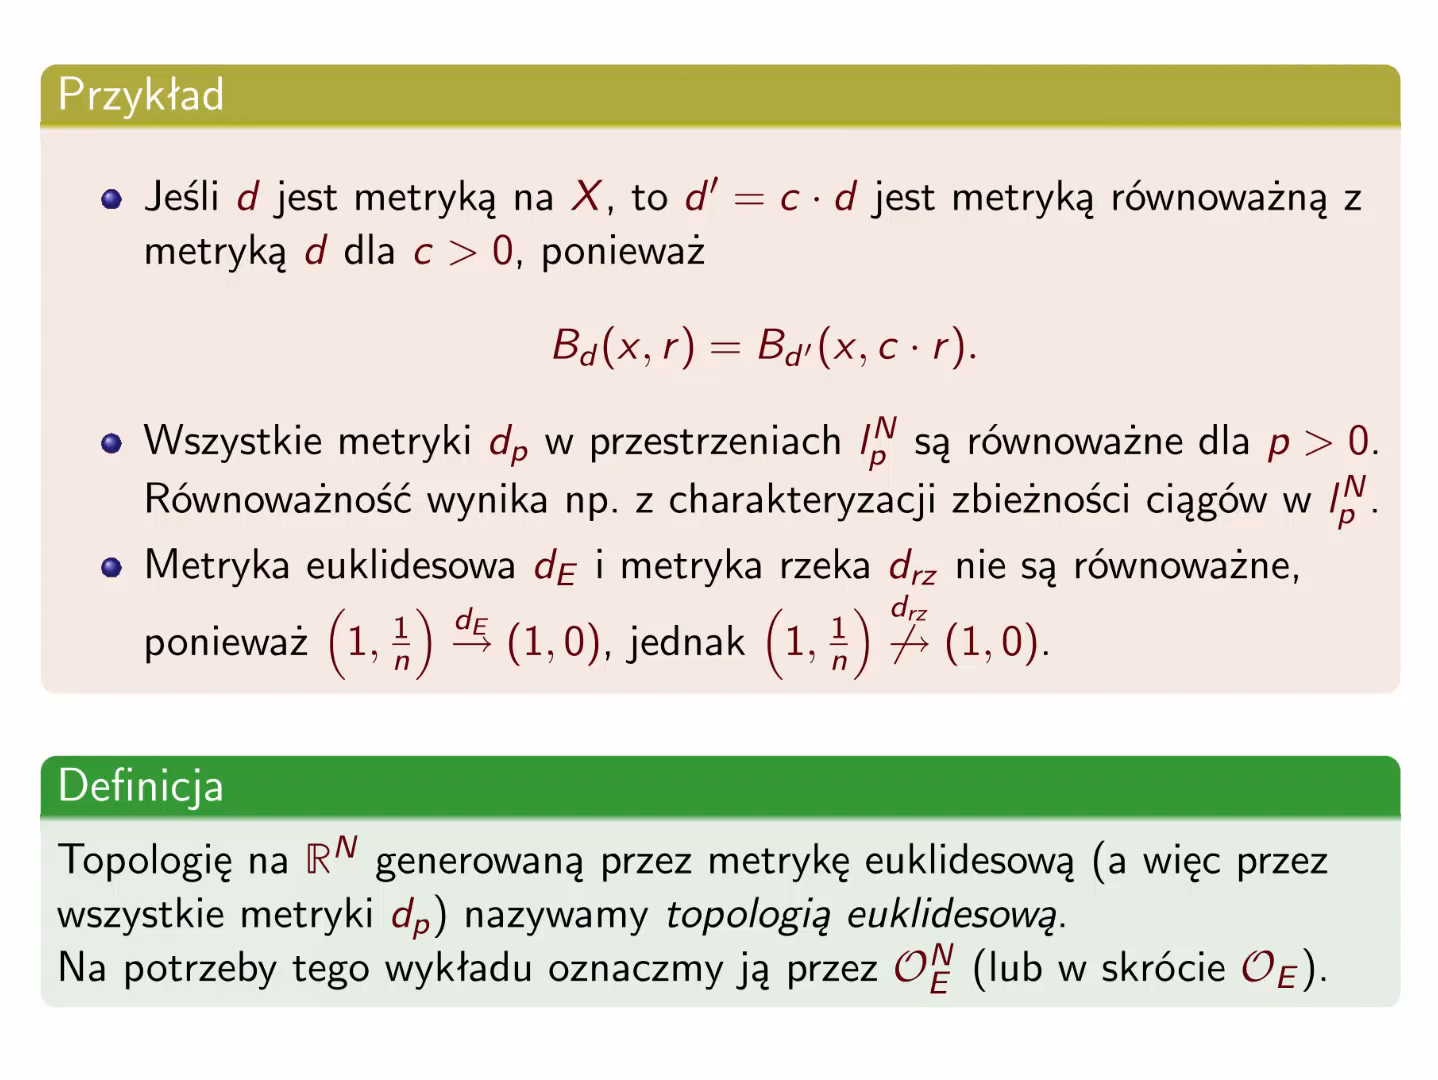 Przykład
Jeśli d jest metryką na X, to d′ = c · d jest metryką równoważną z
metryką d dla c > 0, ponieważ
B_d(x, r) = B_{d′}(x, c · r).
Wszystkie metryki d_p w przestrzeniach l_p^N są równoważne dla p > 0.
Równoważność wynika np. z charakteryzacji zbieżności ciągów w l_p^N.
Metryka euklidesowa d_E i metryka rzeka d_{rz} nie są równoważne,
ponieważ (1, 1/n) →^{d_E} (1, 0), jednak (1, 1/n) ↛^{d_{rz}} (1, 0).
Definicja
Topologię na ℝ^N generowaną przez metrykę euklidesową (a więc przez
wszystkie metryki d_p) nazywamy topologią euklidesową.
Na potrzeby tego wykładu oznaczmy ją przez 𝒪_E^N (lub w skrócie 𝒪_E).